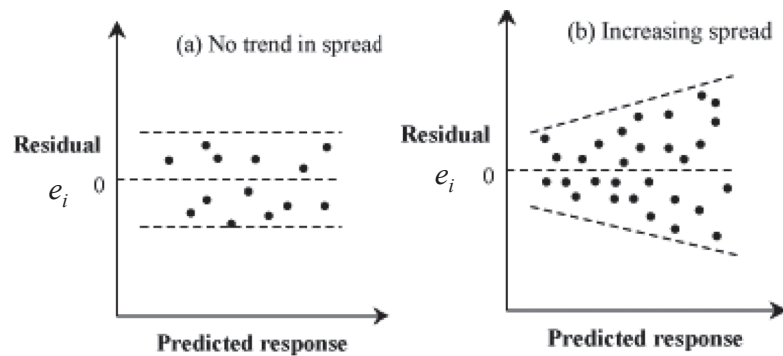 (a) No trend in spread
Residual
e_i
0
Predicted response
(b) Increasing spread
Residual
e_i
0
Predicted response